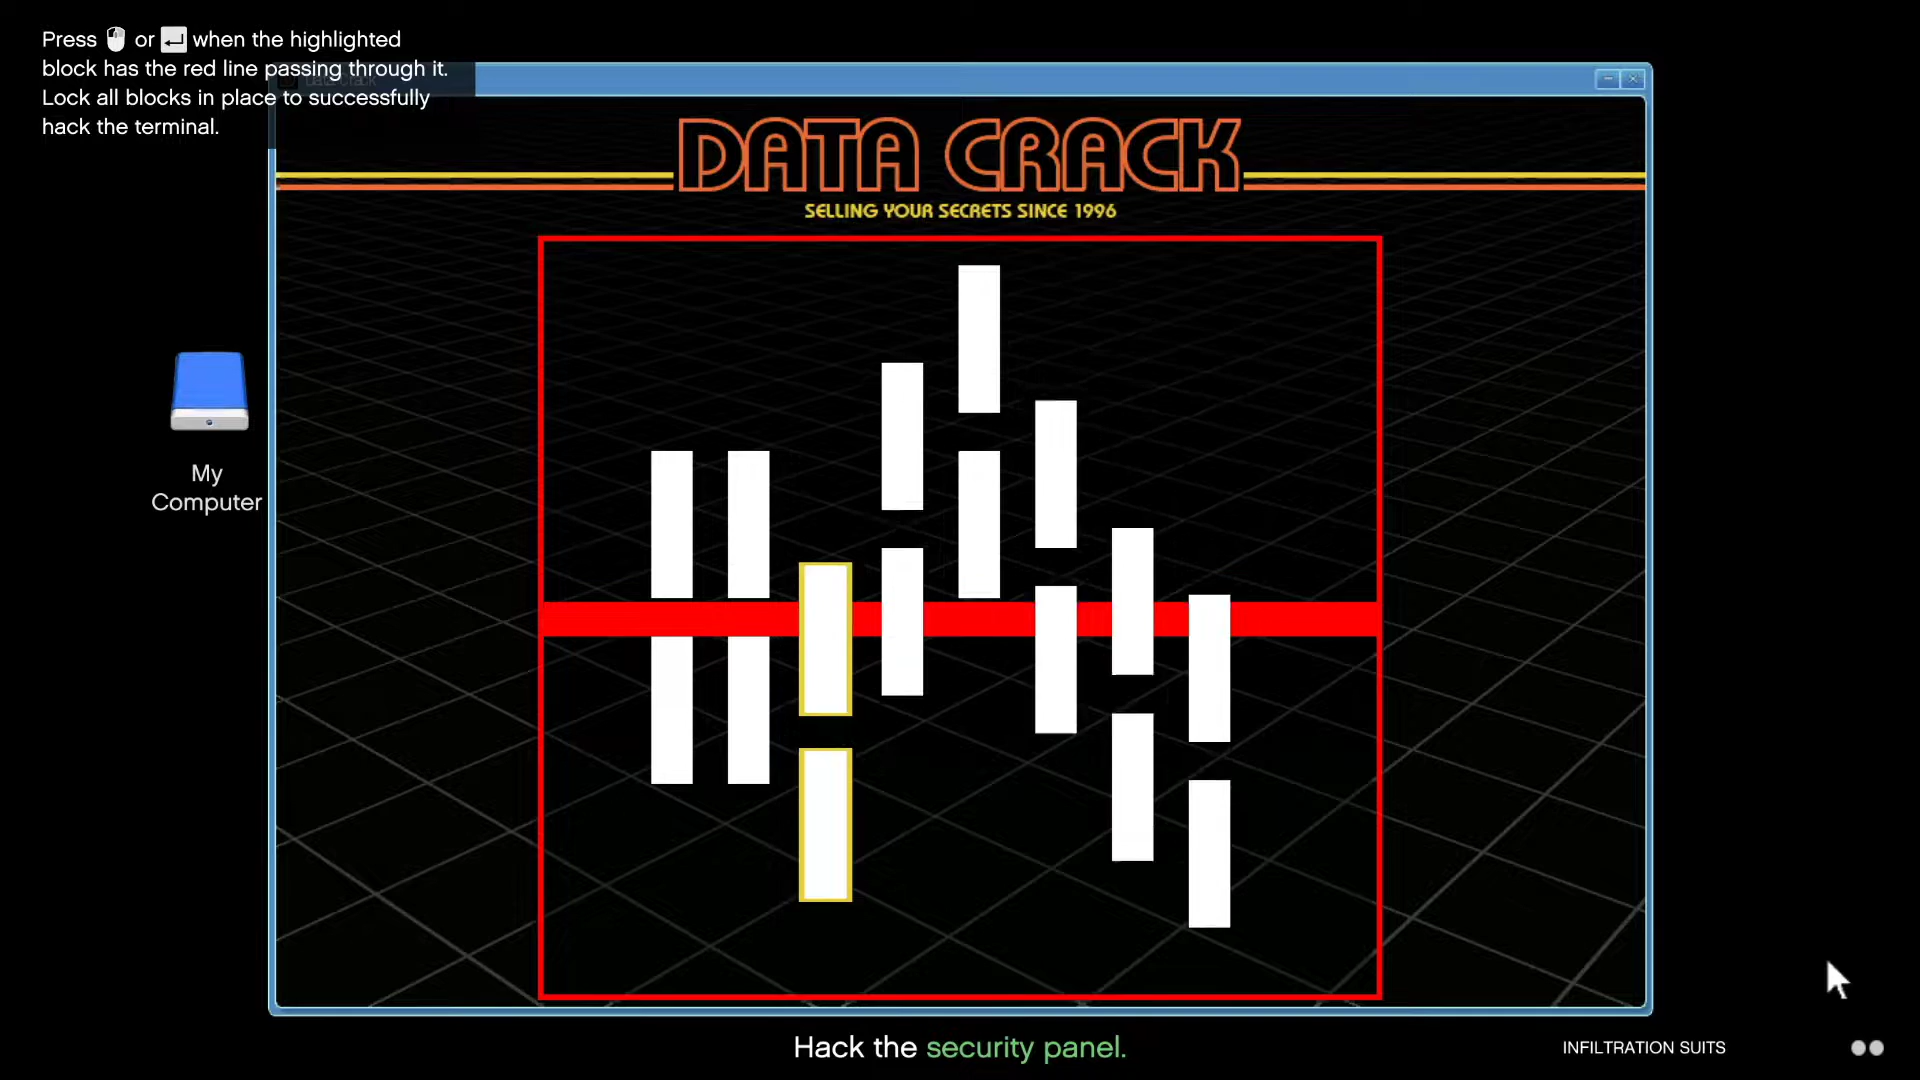 Press or when the highlighted
block has the red line passing through it.
Lock all blocks in place to successfully
hack the terminal.
DATA CRACK
SELLING YOUR SECRETS SINCE 1996
My
Computer
Hack the security panel.
INFILTRATION SUITS